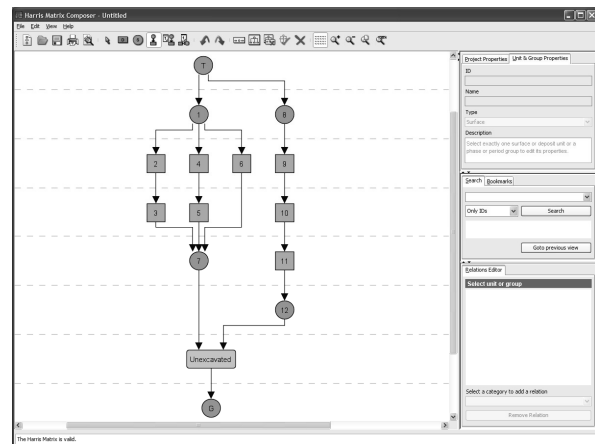 Harris Matrix Composer - Untitled
File Edit View Help
T
1
8
2 4 6 9
3 5 10
7 11
12
Unexcavated
G
Project Properties Unit & Group Properties
ID
Name
Type
Surface
Description
Select exactly one surface or deposit unit or a
phase or period group to edit its properties.
Search Bookmarks
Only IDs Search
Goto previous view
Relations Editor
Select unit or group
Select a category to add a relation
Remove Relation
The Harris Matrix is valid.